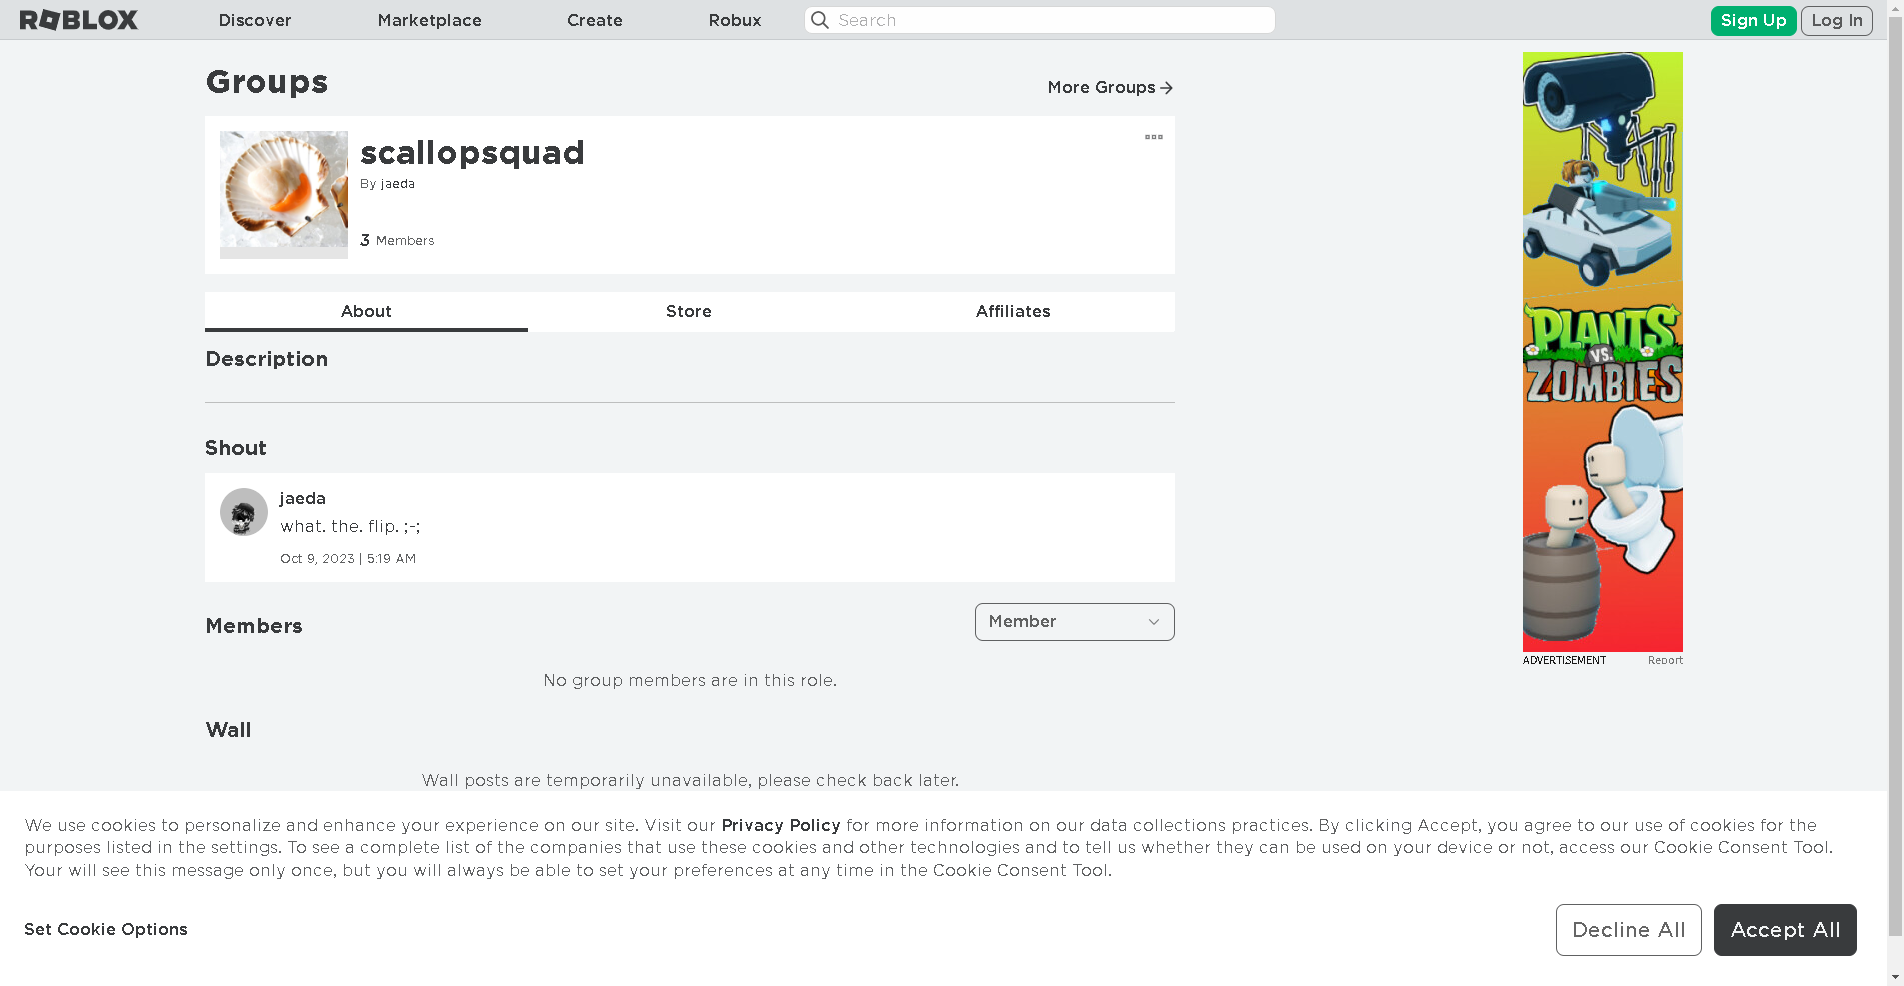 ROBLOX Discover Marketplace Create Robux Search Sign Up Log In
Groups
More Groups
scallopsquad
By jaeda
3 Members
About Store Affiliates
Description
Shout
jaeda
what. the. flip. ;-;
Oct 9, 2023 | 5:19 AM
Members
Member
No group members are in this role.
Wall
Wall posts are temporarily unavailable, please check back later.
PLANTS
VS.
ZOMBIES
ADVERTISEMENT Report
We use cookies to personalize and enhance your experience on our site. Visit our Privacy Policy for more information on our data collections practices. By clicking Accept, you agree to our use of cookies for the
purposes listed in the settings. To see a complete list of the companies that use these cookies and other technologies and to tell us whether they can be used on your device or not, access our Cookie Consent Tool.
Your will see this message only once, but you will always be able to set your preferences at any time in the Cookie Consent Tool.
Set Cookie Options
Decline All
Accept All